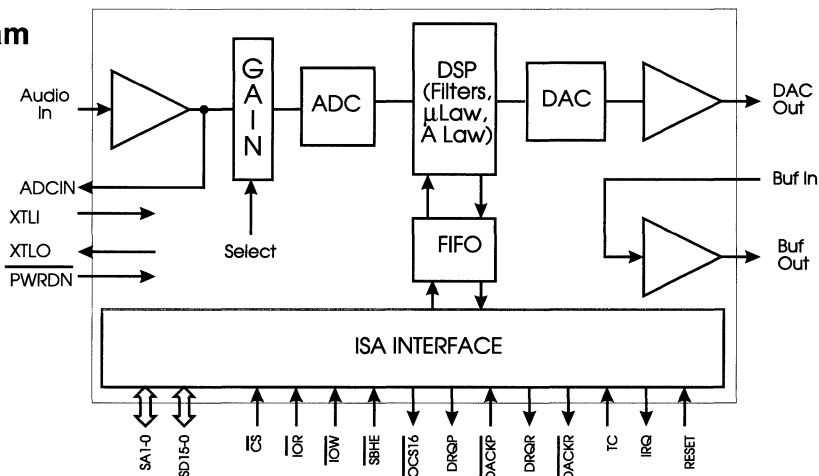 am
Audio
In
G
A
I
N
ADC
DSP
(Filters,
µLaw,
A Law)
DAC
DAC
Out
ADCIN
XTLI
XTLO
PWRDN
Select
FIFO
Buf In
Buf
Out
ISA INTERFACE
SA1-0
SD15-0
CS
IOR
IOW
SBHE
OCS16
DRQP
DACKP
DRQR
DACKR
TC
IRQ
RESET